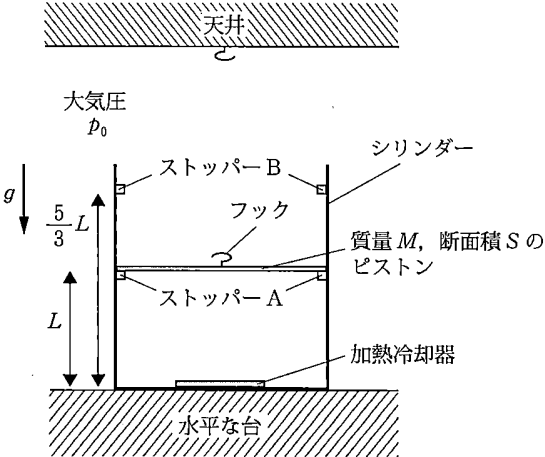 天井
大気圧
p₀
シリンダー
ストッパーB
g
5/3 L
フック
質量M，断面積Sの
ピストン
ストッパーA
L
加熱冷却器
水平な台